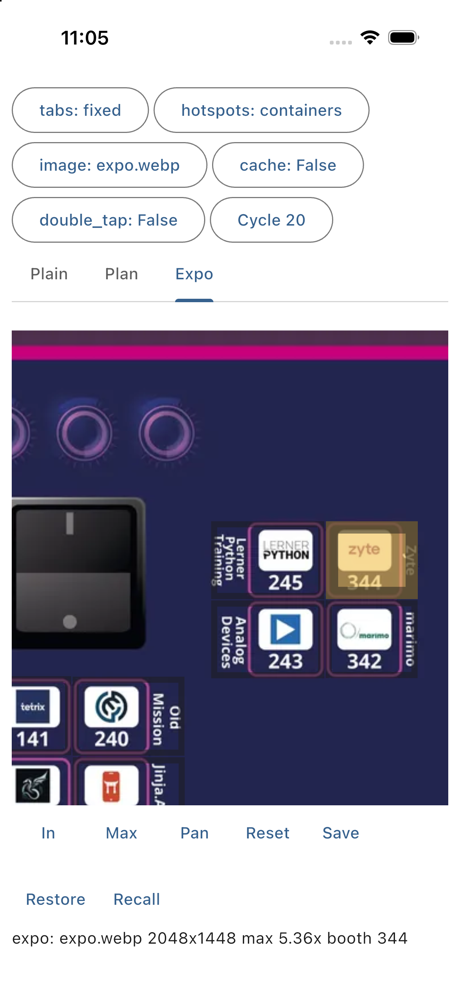 11:05
tabs: fixed
hotspots: containers
image: expo.webp
cache: False
double_tap: False
Cycle 20
Plain
Plan
Expo
Lerner
Python
Training
LERNER
PYTHON
245
zyte
344
Zyte
Analog
Devices
243
marimo
342
marimo
tetrix
141
240
Old
Mission
Jinja.A
In
Max
Pan
Reset
Save
Restore
Recall
expo: expo.webp 2048x1448 max 5.36x booth 344